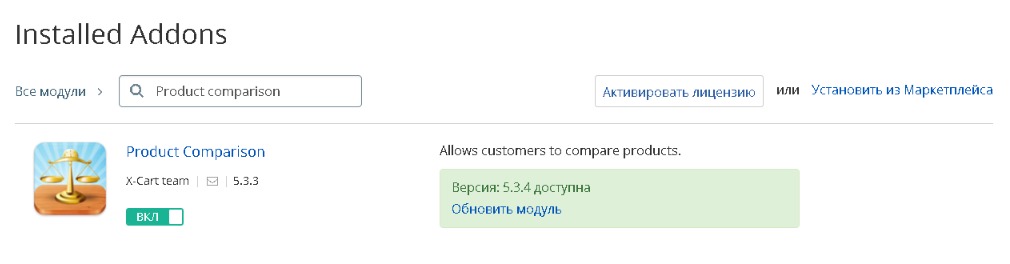 Installed Addons
Все модули > Product comparison Активировать лицензию или Установить из Маркетплейса
Product Comparison
X-Cart team | | 5.3.3
ВКЛ
Allows customers to compare products.
Версия: 5.3.4 доступна
Обновить модуль